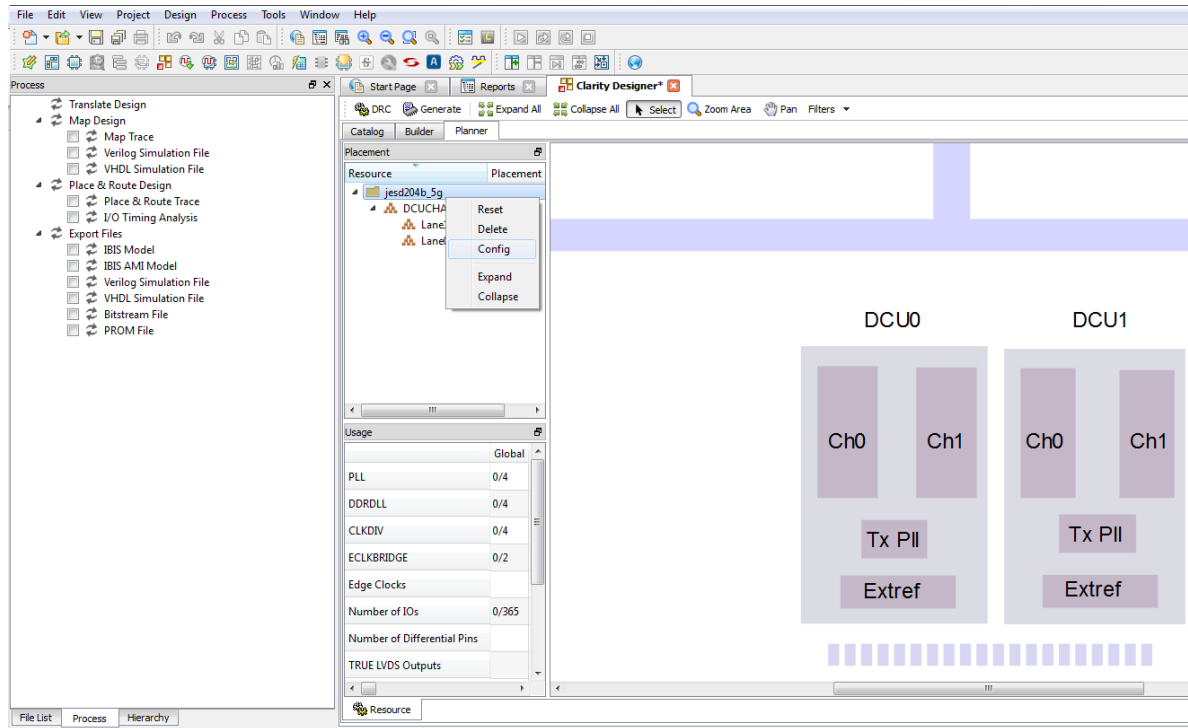 File Edit View Project Design Process Tools Window Help
Process
Start Page
Reports
Clarity Designer*
DRC Generate Expand All Collapse All Select Zoom Area Pan Filters
Catalog Builder Planner
Translate Design
Map Design
Map Trace
Verilog Simulation File
VHDL Simulation File
Place & Route Design
Place & Route Trace
I/O Timing Analysis
Export Files
IBIS Model
IBIS AMI Model
Verilog Simulation File
VHDL Simulation File
Bitstream File
PROM File
File List Process Hierarchy
Placement
Resource Placement
jesd204b_5g
DCUCHA
Reset
Delete
Config
Expand
Collapse
Usage
Global
PLL 0/4
DDRDLL 0/4
CLKDIV 0/4
ECLKBRIDGE 0/2
Edge Clocks
Number of IOs 0/365
Number of Differential Pins
TRUE LVDS Outputs
Resource
DCU0 DCU1
Ch0 Ch1 Ch0 Ch1
Tx Pll Tx Pll
Extref Extref